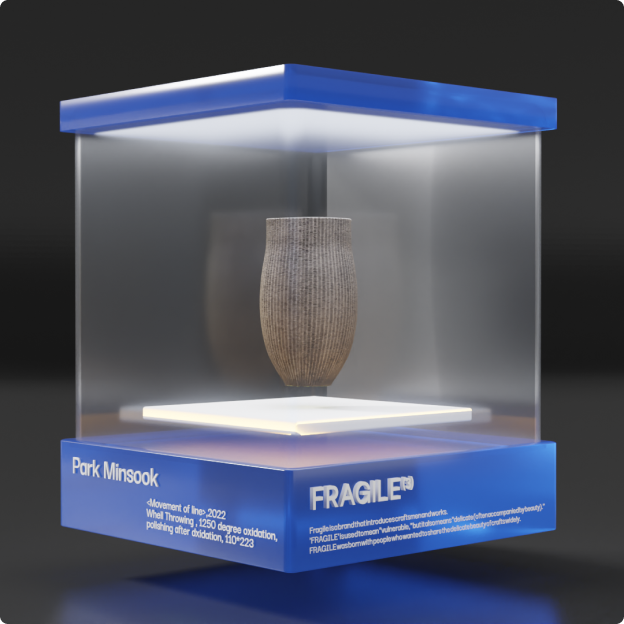 Park Minsook
<Movement of line>,2022
Whell Throwing , 1250 degree oxidation,
polishing after oxidation, 110*223
FRAGILE
Fragile is a brand that introduces craftsmen and works.
'FRAGILE' is used to mean "vulnerable," but it also means "delicate (often accompanied by beauty)."
FRAGILE was born with people who wanted to share the delicate beauty of crafts widely.